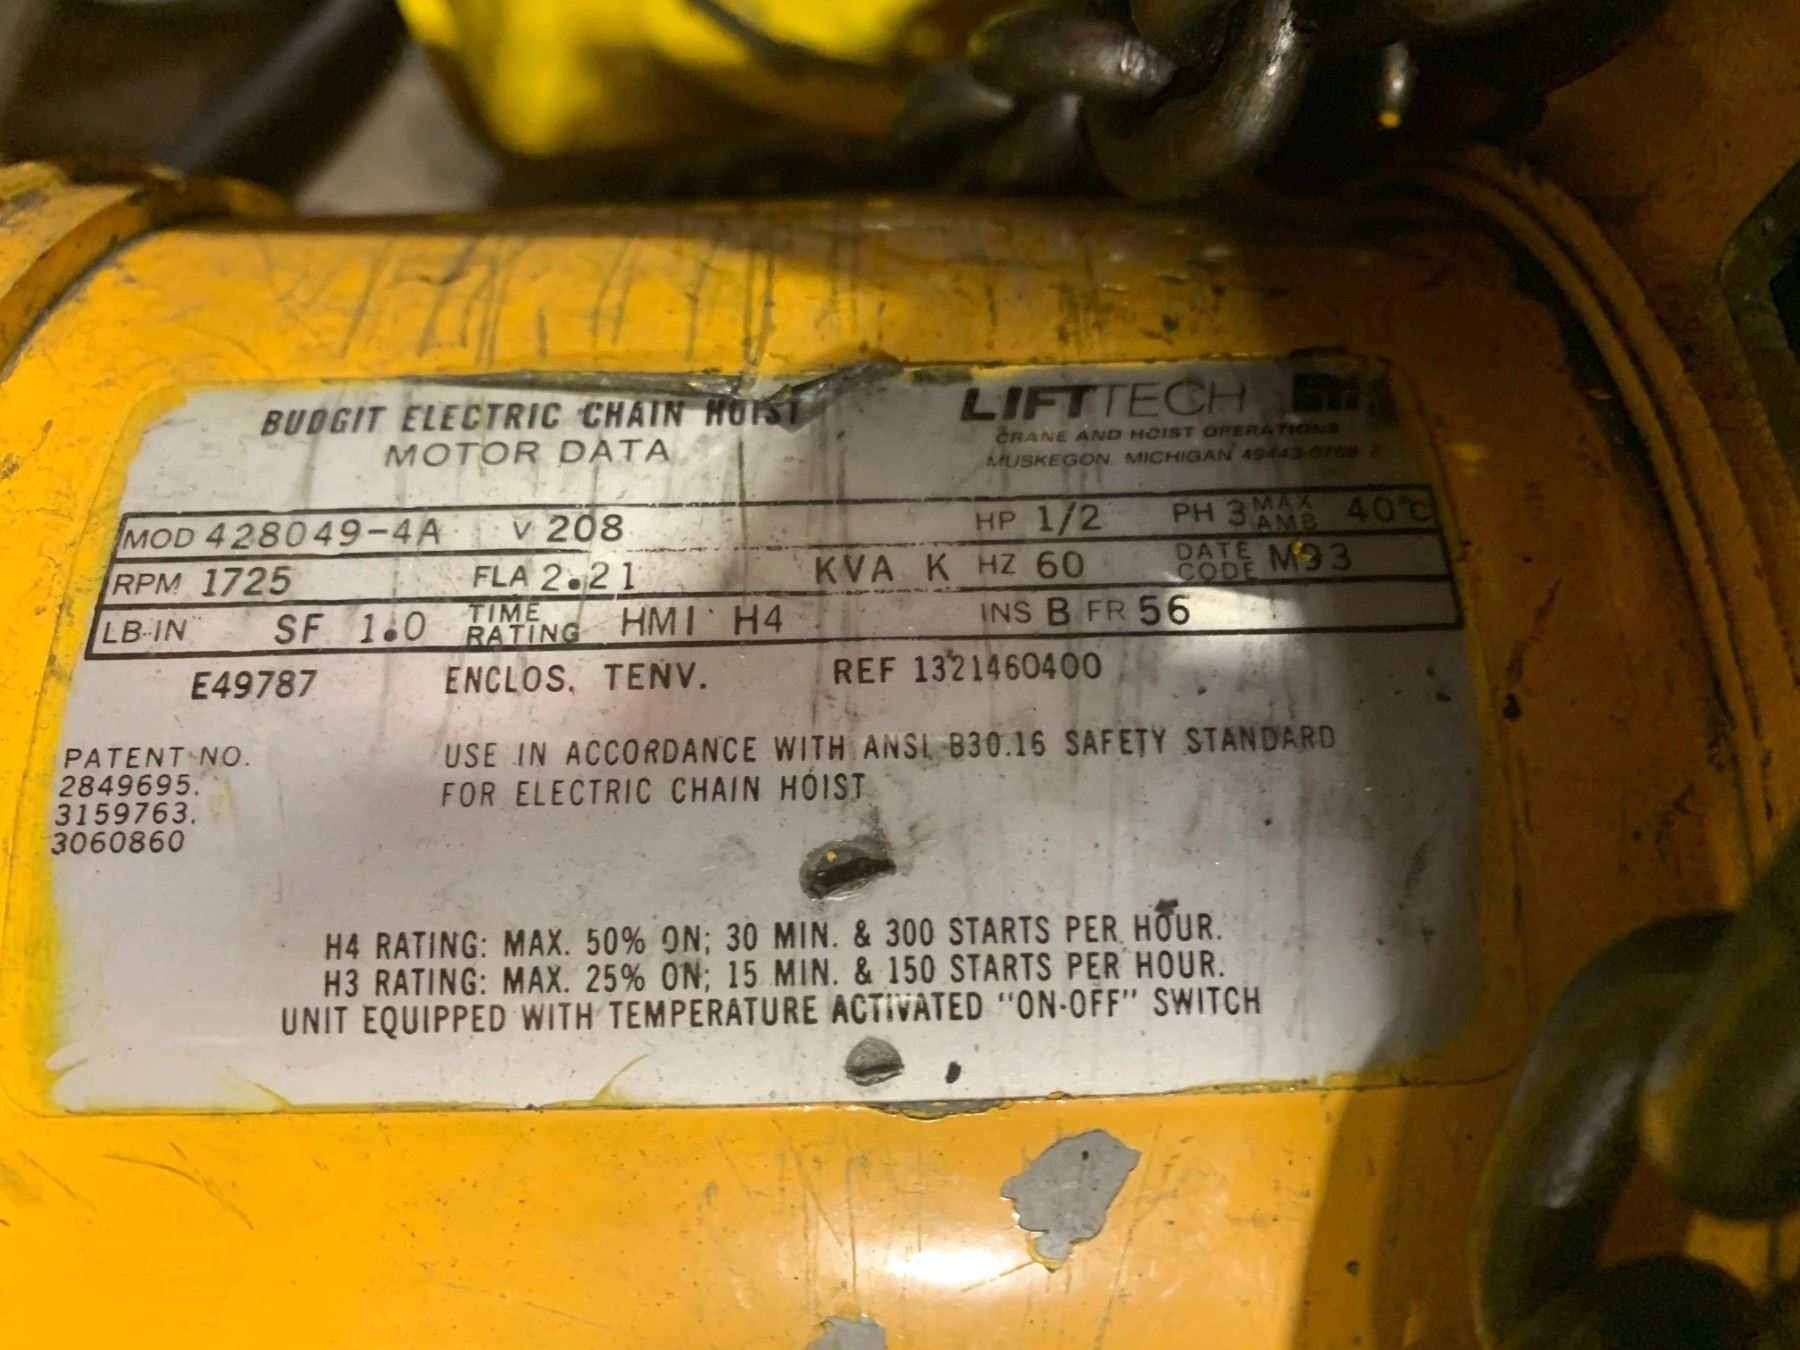 BUDGIT ELECTRIC CHAIN HOIST
MOTOR DATA
LIFTTECH
CRANE AND HOIST OPERATIONS
MUSKEGON, MICHIGAN 49443-0769
MOD 428049-4A V 208 HP 1/2 PH 3 MAX AMB 40°C
RPM 1725 FLA 2.21 KVA K HZ 60 DATE CODE M93
LB-IN SF 1.0 TIME RATING HMI H4 INS B FR 56
E49787 ENCLOS. TENV. REF 1321460400
PATENT NO.
2849695.
3159763.
3060860
USE IN ACCORDANCE WITH ANSI. B30.16 SAFETY STANDARD
FOR ELECTRIC CHAIN HOIST
H4 RATING: MAX. 50% ON; 30 MIN. & 300 STARTS PER HOUR.
H3 RATING: MAX. 25% ON; 15 MIN. & 150 STARTS PER HOUR.
UNIT EQUIPPED WITH TEMPERATURE ACTIVATED "ON-OFF" SWITCH